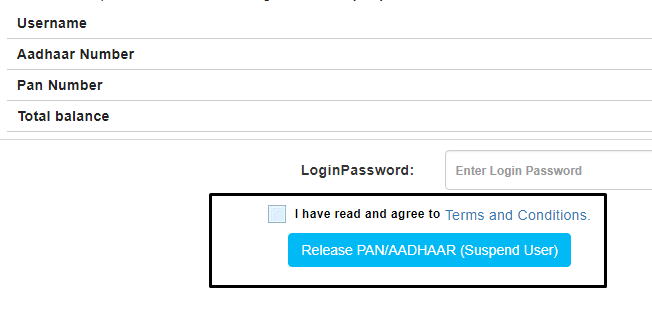 Username
Aadhaar Number
Pan Number
Total balance
LoginPassword: Enter Login Password
I have read and agree to Terms and Conditions.
Release PAN/AADHAAR (Suspend User)